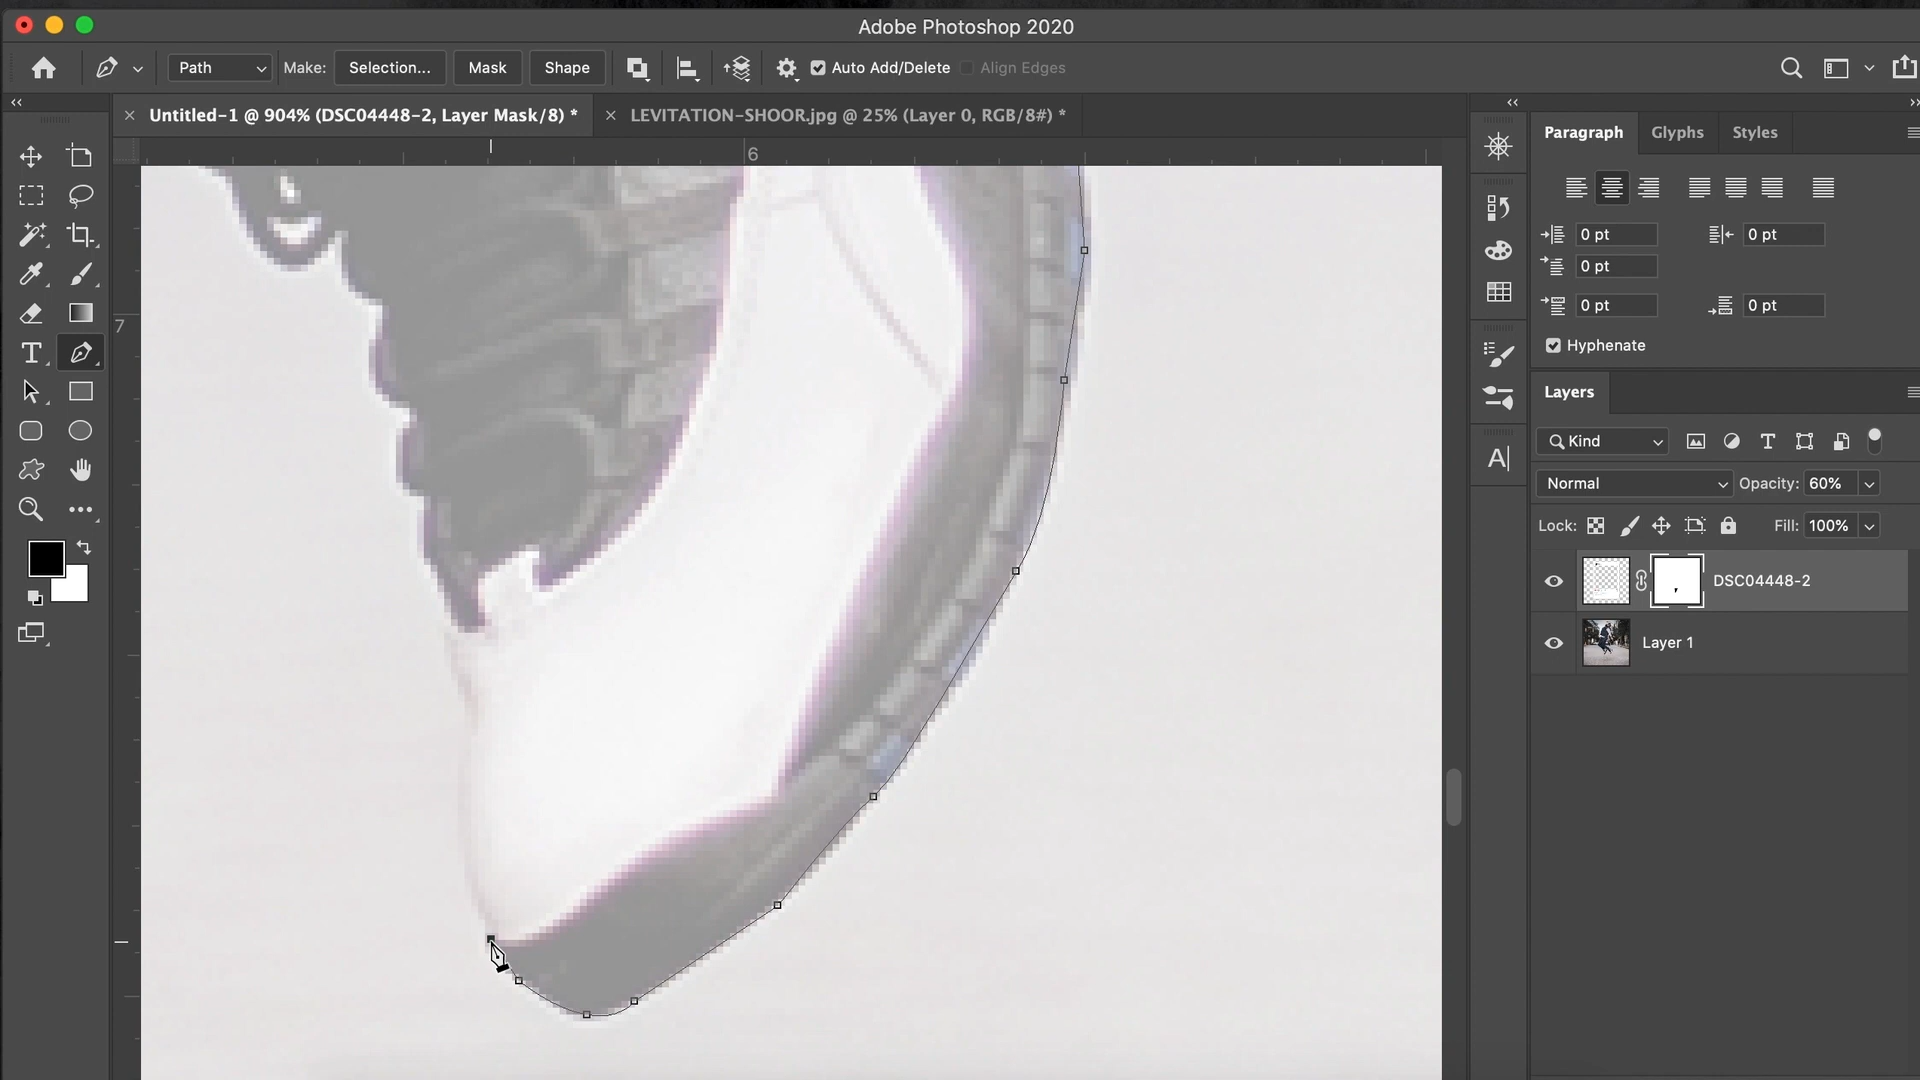 Adobe Photoshop 2020
Path Make: Selection... Mask Shape Auto Add/Delete Align Edges
Untitled-1 @ 904% (DSC04448-2, Layer Mask/8) * LEVITATION-SHOOR.jpg @ 25% (Layer 0, RGB/8#) *
6
7
Paragraph Glyphs Styles
0 pt 0 pt
0 pt
0 pt 0 pt
Hyphenate
Layers
Kind
Normal Opacity: 60%
Lock: Fill: 100%
DSC04448-2
Layer 1